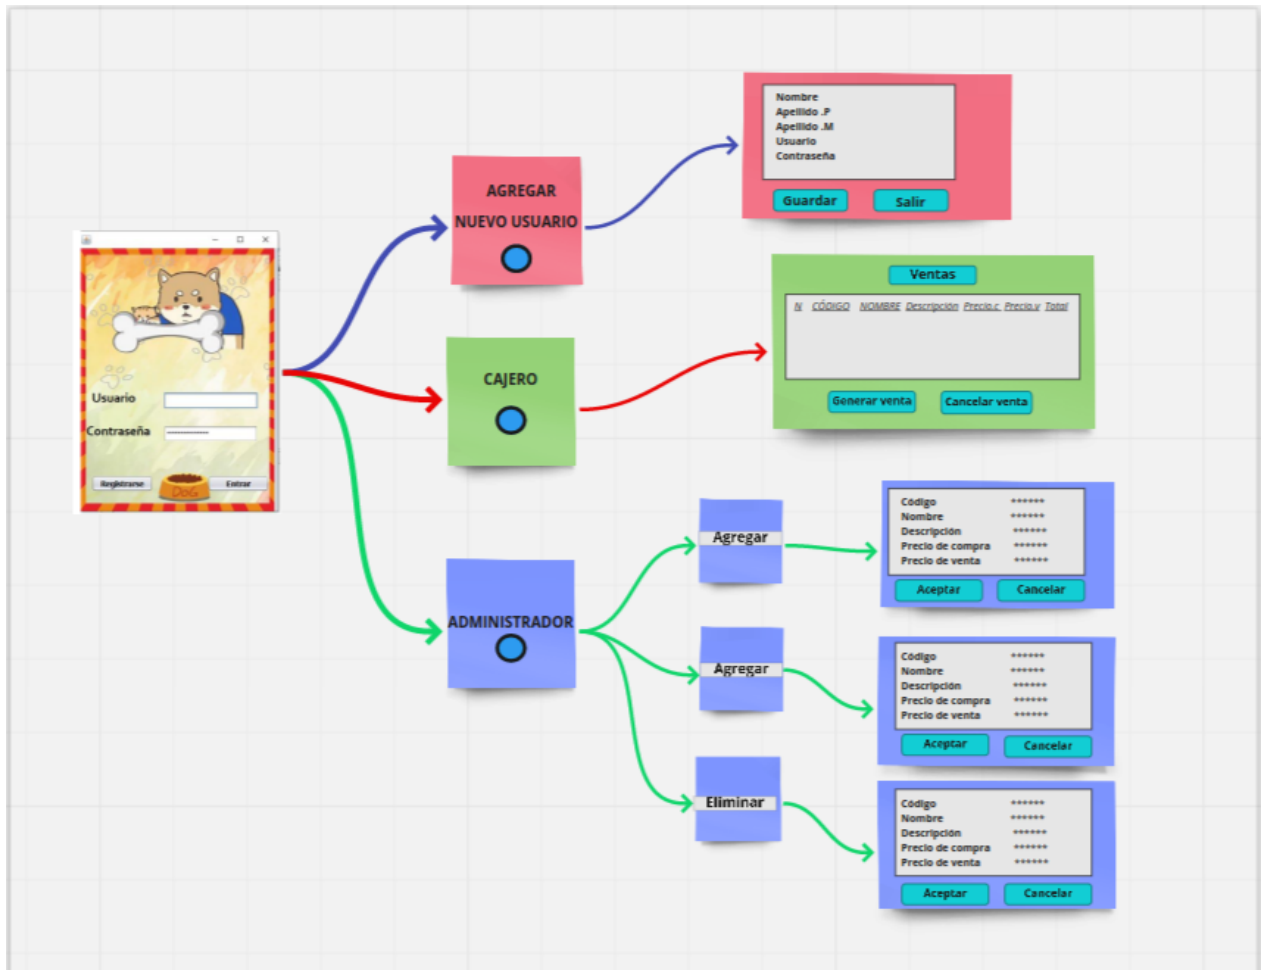 Usuario
Contraseña
Registrarse
Entrar
DoG
AGREGAR
NUEVO USUARIO
Nombre
Apellido .P
Apellido .M
Usuario
Contraseña
Guardar
Salir
CAJERO
Ventas
N CÓDIGO NOMBRE Descripción Precio.c Precio.v Total
Generar venta
Cancelar venta
ADMINISTRADOR
Agregar
Código ******
Nombre ******
Descripción ******
Precio de compra ******
Precio de venta ******
Aceptar
Cancelar
Agregar
Código ******
Nombre ******
Descripción ******
Precio de compra ******
Precio de venta ******
Aceptar
Cancelar
Eliminar
Código ******
Nombre ******
Descripción ******
Precio de compra ******
Precio de venta ******
Aceptar
Cancelar